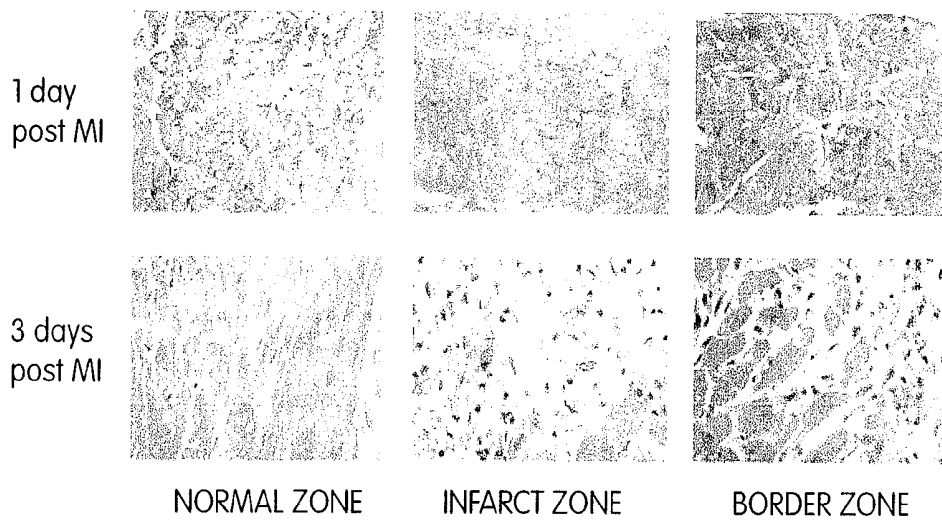 1 day
post MI
3 days
post MI
NORMAL ZONE
INFARCT ZONE
BORDER ZONE